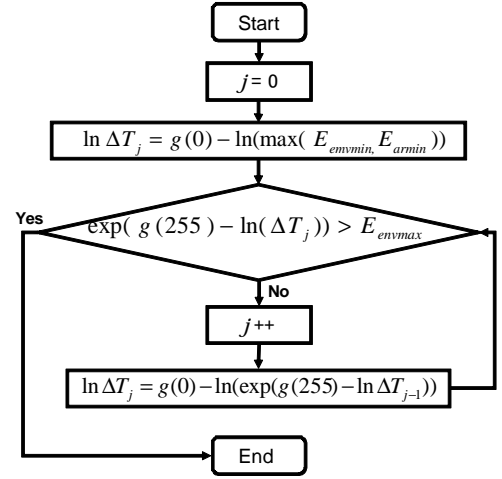 Start
j = 0
ln ΔT_j = g(0) − ln(max( E_emvmin, E_armin ))
exp( g(255 ) − ln(ΔT_j )) > E_envmax
Yes
No
j++
ln ΔT_j = g(0) − ln(exp(g(255) − ln ΔT_{j−1}))
End